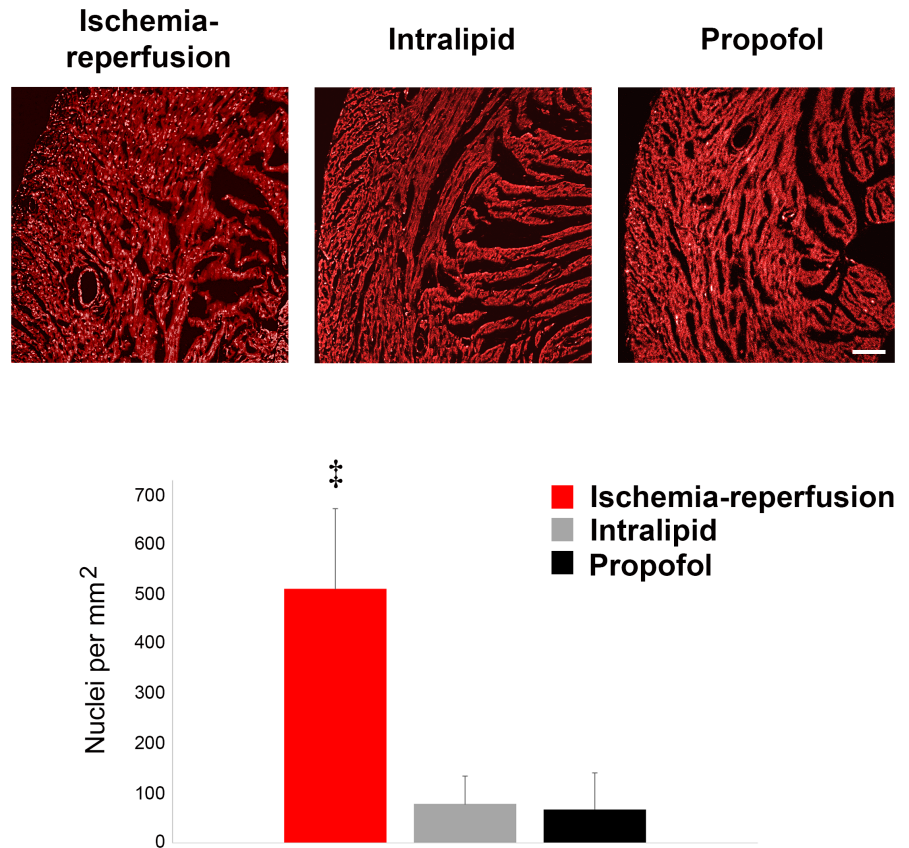 Ischemia-
reperfusion
Intralipid
Propofol
‡
700
600
500
400
300
200
100
0
Nuclei per mm²
Ischemia-reperfusion
Intralipid
Propofol